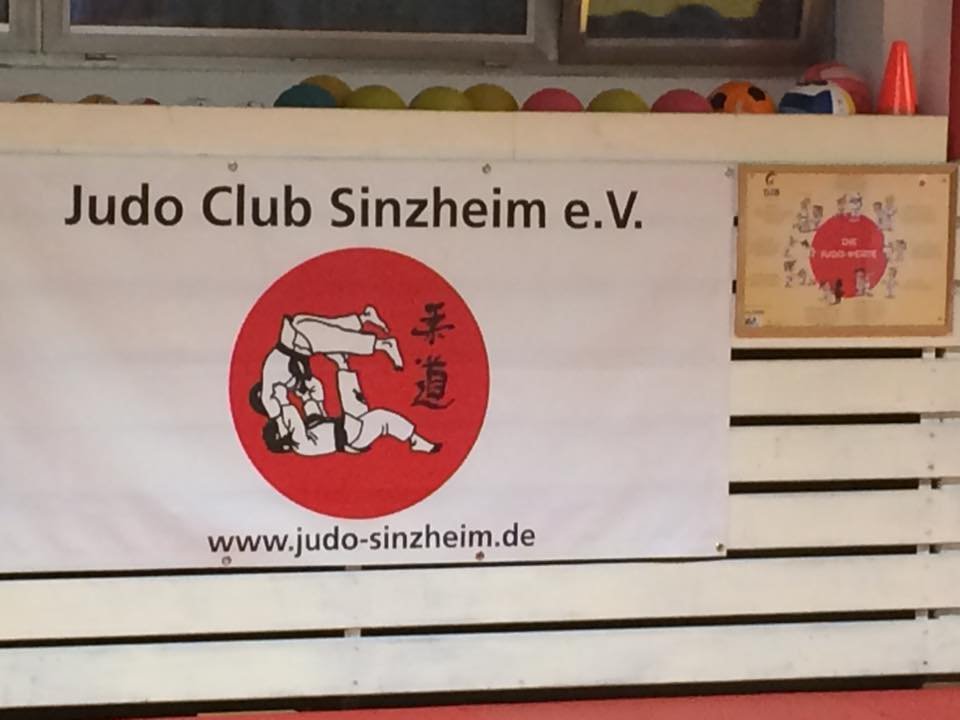 Judo Club Sinzheim e.V.
柔
道
www.judo-sinzheim.de
DIE
JUDO-WERTE